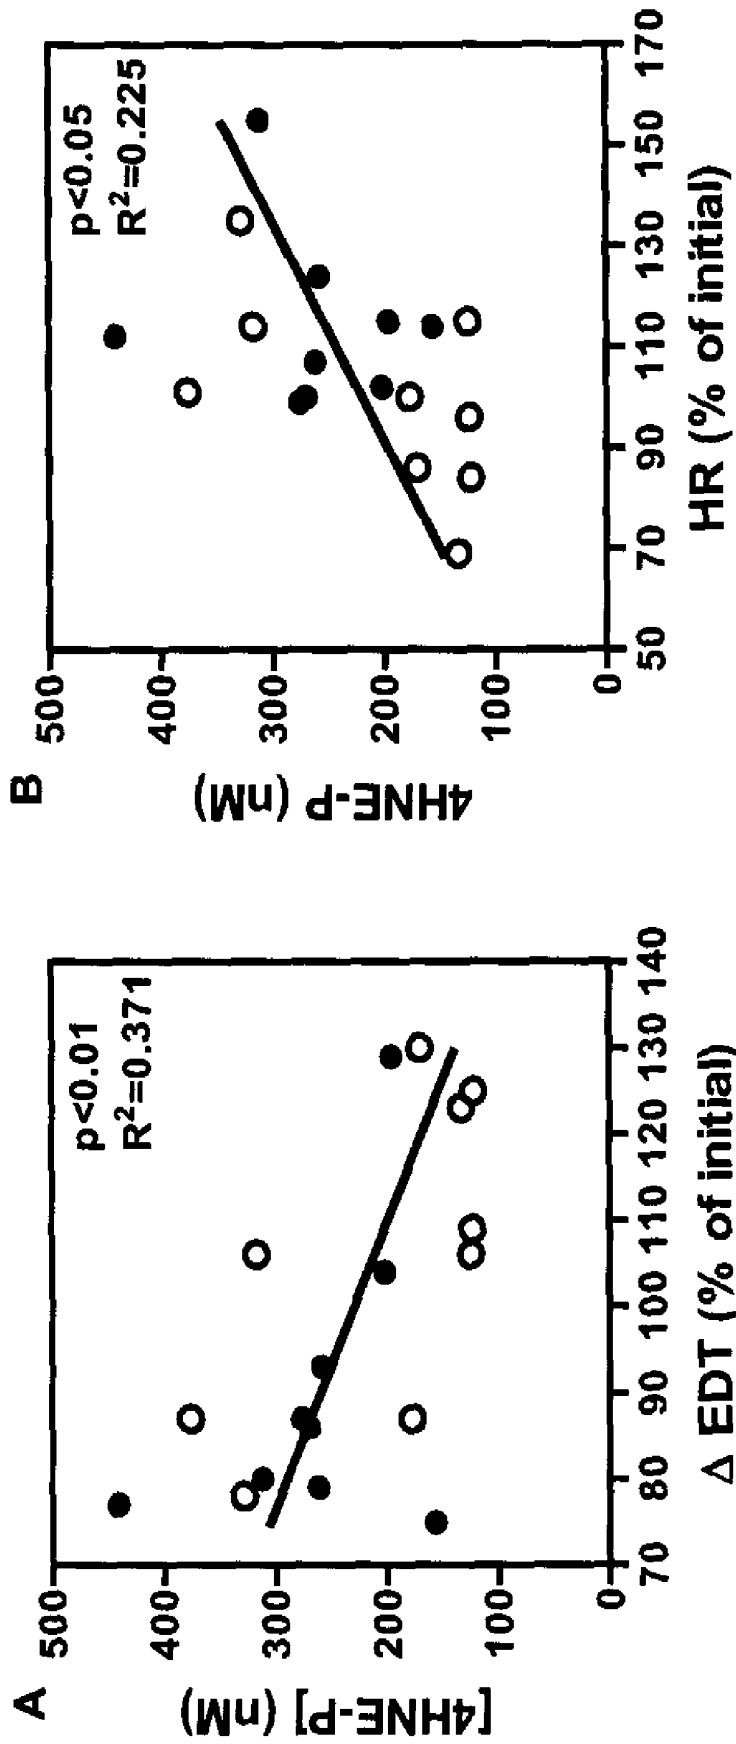 A
p<0.01
R²=0.371
[4HNE-P] (nM)
500
400
300
200
100
0
70 80 90 100 110 120 130 140
Δ EDT (% of initial)
B
p<0.05
R²=0.225
4HNE-P (nM)
500
400
300
200
100
0
50 70 90 110 130 150 170
HR (% of initial)